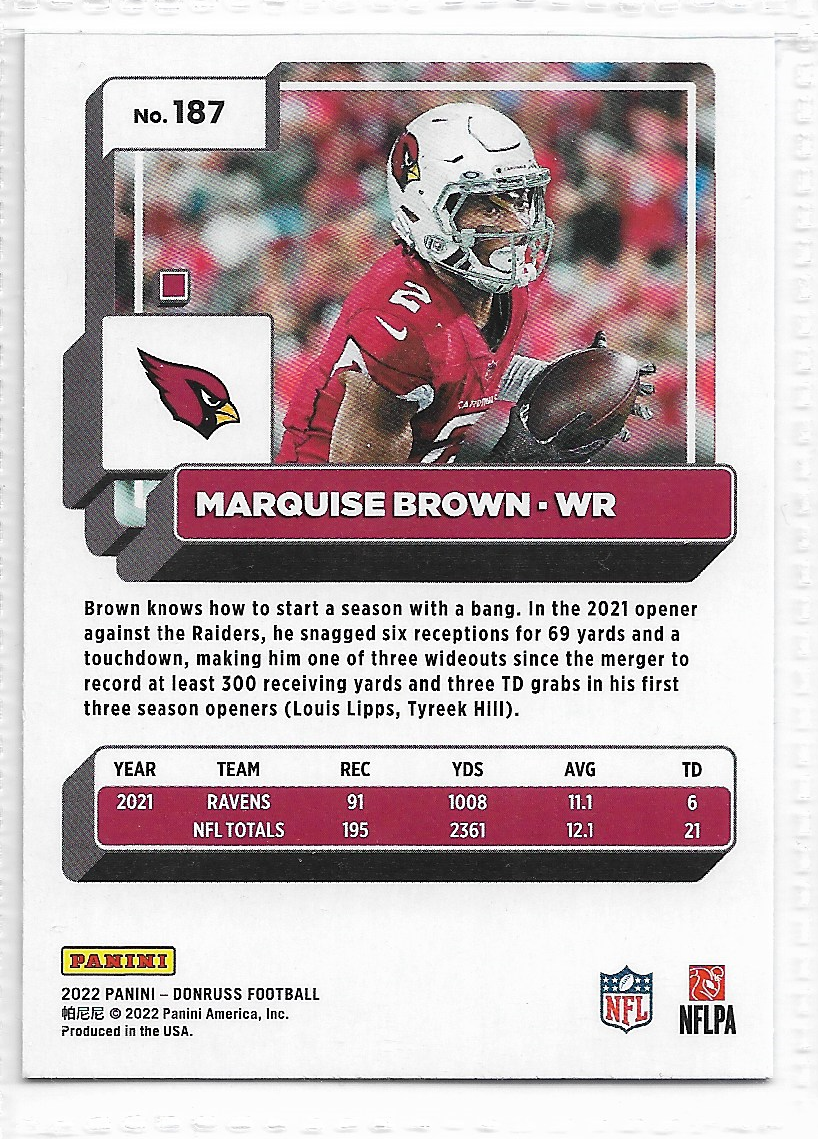 No. 187
2
CARDINALS
2
MARQUISE BROWN · WR
Brown knows how to start a season with a bang. In the 2021 opener
against the Raiders, he snagged six receptions for 69 yards and a
touchdown, making him one of three wideouts since the merger to
record at least 300 receiving yards and three TD grabs in his first
three season openers (Louis Lipps, Tyreek Hill).
YEAR TEAM REC YDS AVG TD
2021 RAVENS 91 1008 11.1 6
NFL TOTALS 195 2361 12.1 21
PANINI
2022 PANINI – DONRUSS FOOTBALL
帕尼尼 © 2022 Panini America, Inc.
Produced in the USA.
NFL
NFLPA